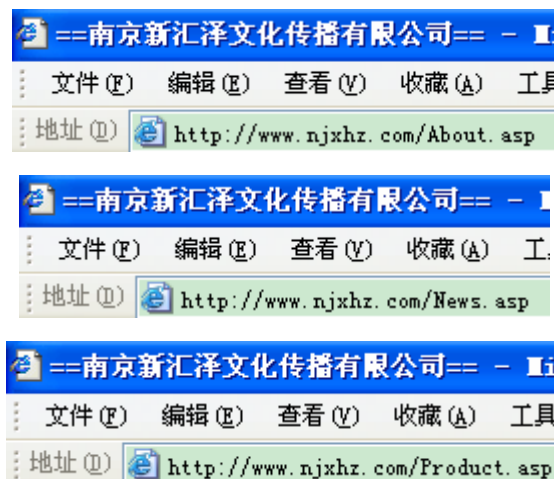 ==南京新汇泽文化传播有限公司== -
文件(F) 编辑(E) 查看(V) 收藏(A) 工具
地址(D) http://www.njxhz.com/About.asp
==南京新汇泽文化传播有限公司== -
文件(F) 编辑(E) 查看(V) 收藏(A) 工
地址(D) http://www.njxhz.com/News.asp
==南京新汇泽文化传播有限公司== - Mi
文件(F) 编辑(E) 查看(V) 收藏(A) 工具
地址(D) http://www.njxhz.com/Product.asp